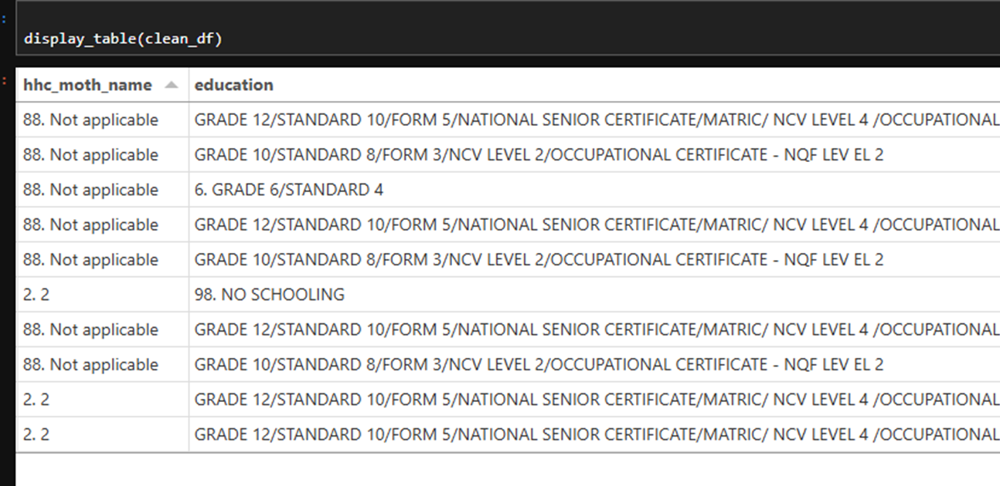 display_table(clean_df)
hhc_moth_name education
88. Not applicable GRADE 12/STANDARD 10/FORM 5/NATIONAL SENIOR CERTIFICATE/MATRIC/ NCV LEVEL 4 /OCCUPATIONAL
88. Not applicable GRADE 10/STANDARD 8/FORM 3/NCV LEVEL 2/OCCUPATIONAL CERTIFICATE - NQF LEV EL 2
88. Not applicable 6. GRADE 6/STANDARD 4
88. Not applicable GRADE 12/STANDARD 10/FORM 5/NATIONAL SENIOR CERTIFICATE/MATRIC/ NCV LEVEL 4 /OCCUPATIONAL
88. Not applicable GRADE 10/STANDARD 8/FORM 3/NCV LEVEL 2/OCCUPATIONAL CERTIFICATE - NQF LEV EL 2
2. 2 98. NO SCHOOLING
88. Not applicable GRADE 12/STANDARD 10/FORM 5/NATIONAL SENIOR CERTIFICATE/MATRIC/ NCV LEVEL 4 /OCCUPATIONAL
88. Not applicable GRADE 10/STANDARD 8/FORM 3/NCV LEVEL 2/OCCUPATIONAL CERTIFICATE - NQF LEV EL 2
2. 2 GRADE 12/STANDARD 10/FORM 5/NATIONAL SENIOR CERTIFICATE/MATRIC/ NCV LEVEL 4 /OCCUPATIONAL
2. 2 GRADE 12/STANDARD 10/FORM 5/NATIONAL SENIOR CERTIFICATE/MATRIC/ NCV LEVEL 4 /OCCUPATIONAL